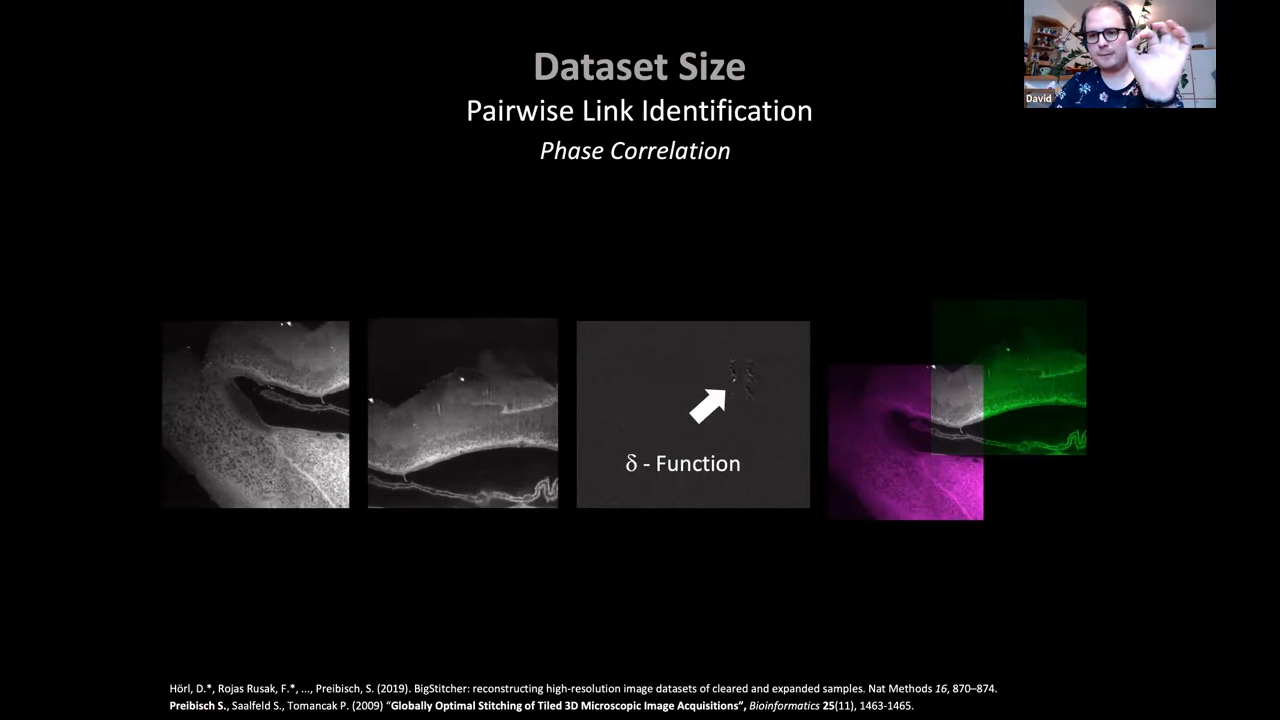 Dataset Size
Pairwise Link Identification
Phase Correlation
David
δ - Function
Hörl, D.*, Rojas Rusak, F.*, ..., Preibisch, S. (2019). BigStitcher: reconstructing high-resolution image datasets of cleared and expanded samples. Nat Methods 16, 870–874.
Preibisch S., Saalfeld S., Tomancak P. (2009) “Globally Optimal Stitching of Tiled 3D Microscopic Image Acquisitions”, Bioinformatics 25(11), 1463-1465.